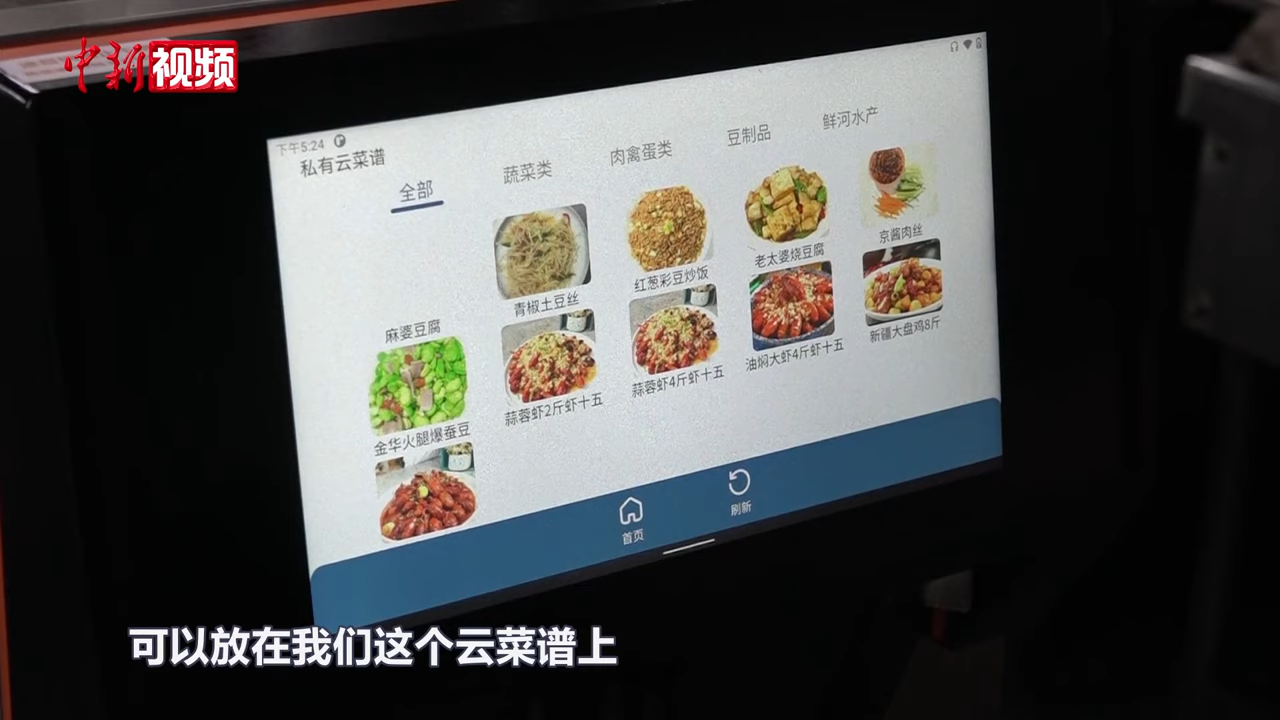 中新视频
下午5:24
私有云菜谱
全部
蔬菜类
肉禽蛋类
豆制品
鲜河水产
麻婆豆腐
青椒土豆丝
红葱彩豆炒饭
老太婆烧豆腐
京酱肉丝
金华火腿爆蚕豆
蒜蓉虾2斤虾十五
蒜蓉虾4斤虾十五
油焖大虾4斤虾十五
新疆大盘鸡8斤
首页
刷新
可以放在我们这个云菜谱上